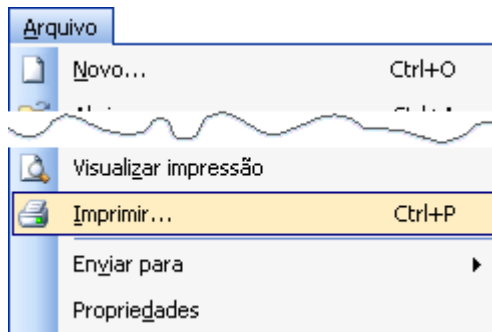 Arquivo
Novo... Ctrl+O
Visualizar impressão
Imprimir... Ctrl+P
Enviar para
Propriedades